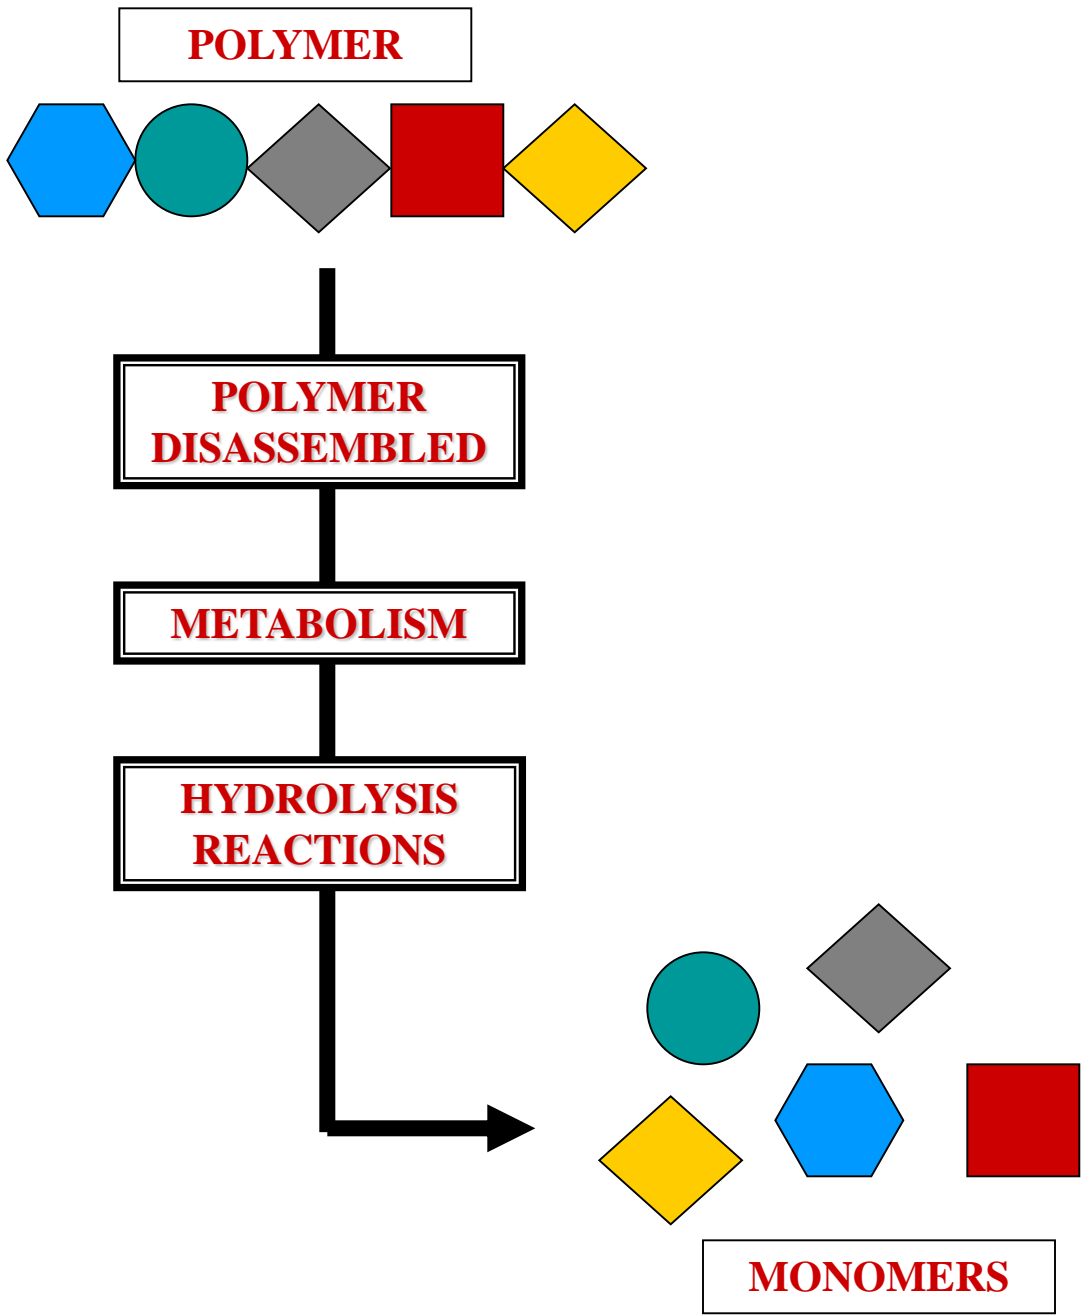 POLYMER
POLYMER
DISASSEMBLED
METABOLISM
HYDROLYSIS
REACTIONS
MONOMERS